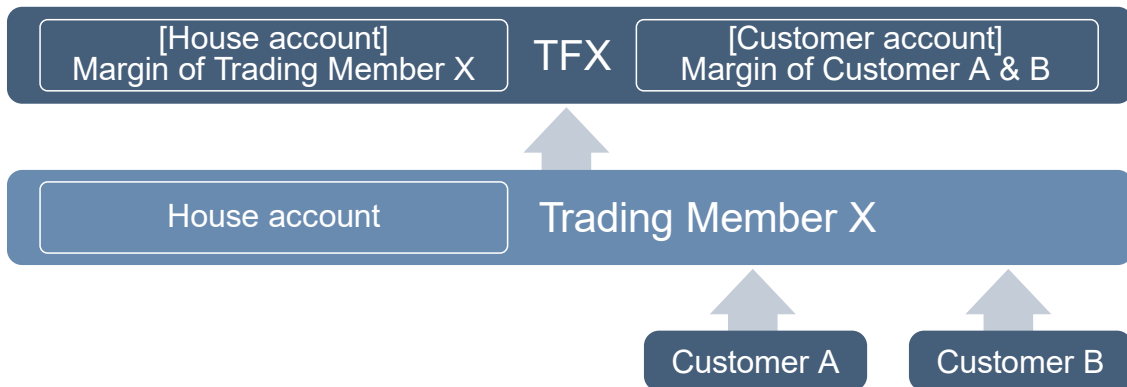 [House account]
Margin of Trading Member X
TFX
[Customer account]
Margin of Customer A & B
House account
Trading Member X
Customer A
Customer B